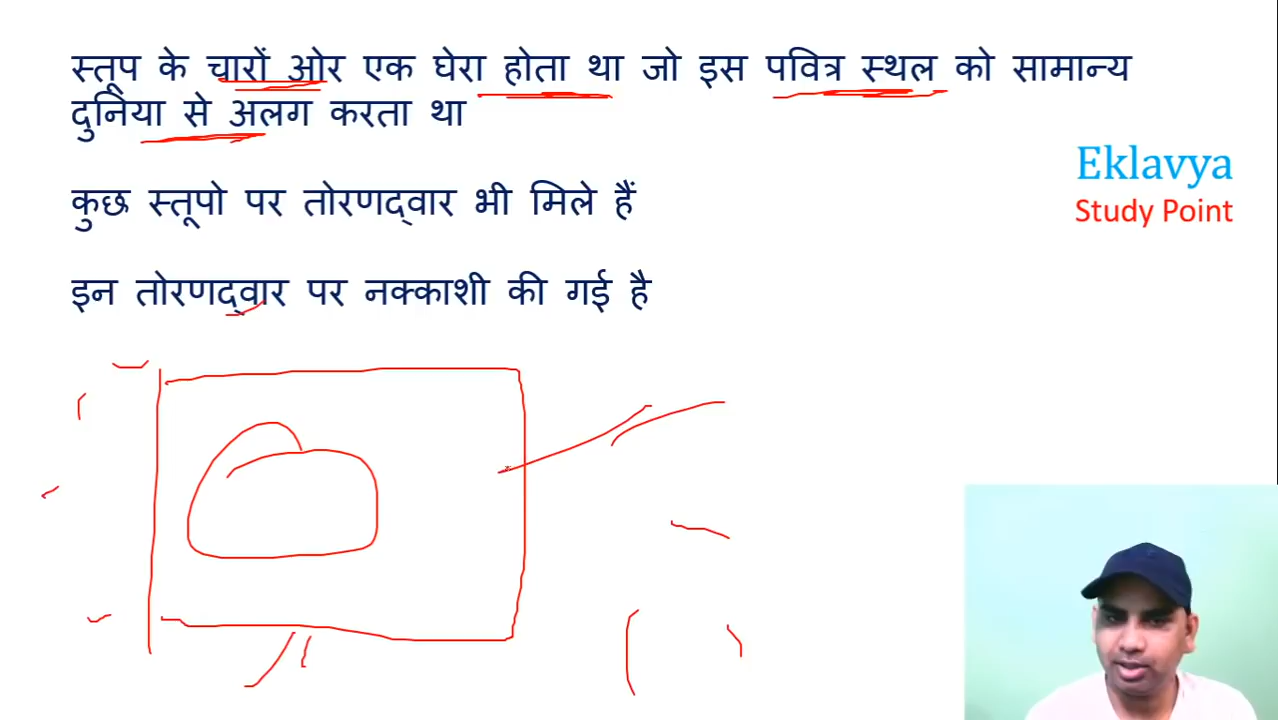 स्तूप के चारों ओर एक घेरा होता था जो इस पवित्र स्थल को सामान्य
दुनिया से अलग करता था
Eklavya
Study Point
कुछ स्तूपो पर तोरणद्वार भी मिले हैं
इन तोरणद्वार पर नक्काशी की गई है